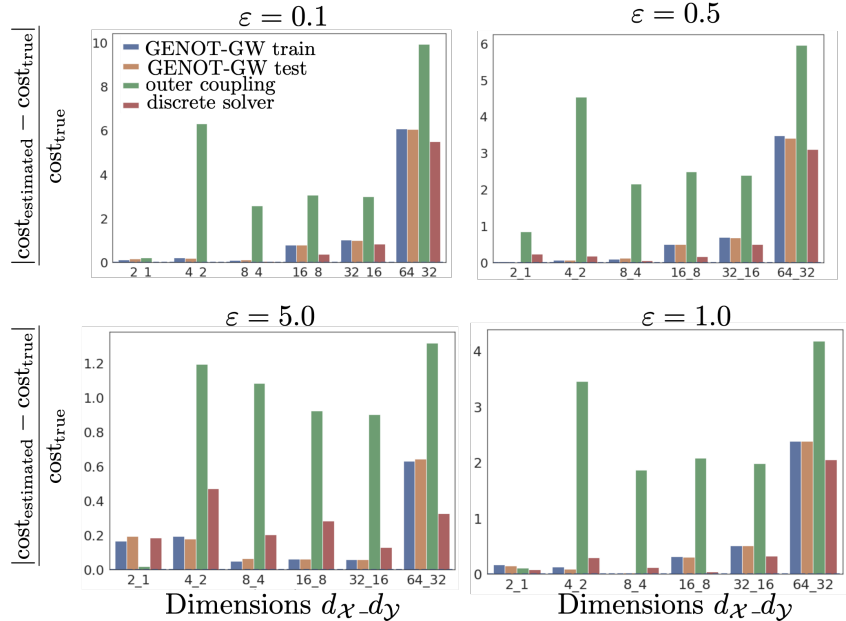 ε = 0.1
ε = 0.5
|cost_estimated − cost_true|
cost_true
10
8
6
4
2
0
GENOT-GW train
GENOT-GW test
outer coupling
discrete solver
2_1 4_2 8_4 16_8 32_16 64_32
6
5
4
3
2
1
0
2_1 4_2 8_4 16_8 32_16 64_32
ε = 5.0
ε = 1.0
|cost_estimated − cost_true|
cost_true
1.2
1.0
0.8
0.6
0.4
0.2
0.0
2_1 4_2 8_4 16_8 32_16 64_32
Dimensions d_𝒳_d_𝒴
4
3
2
1
0
2_1 4_2 8_4 16_8 32_16 64_32
Dimensions d_𝒳_d_𝒴